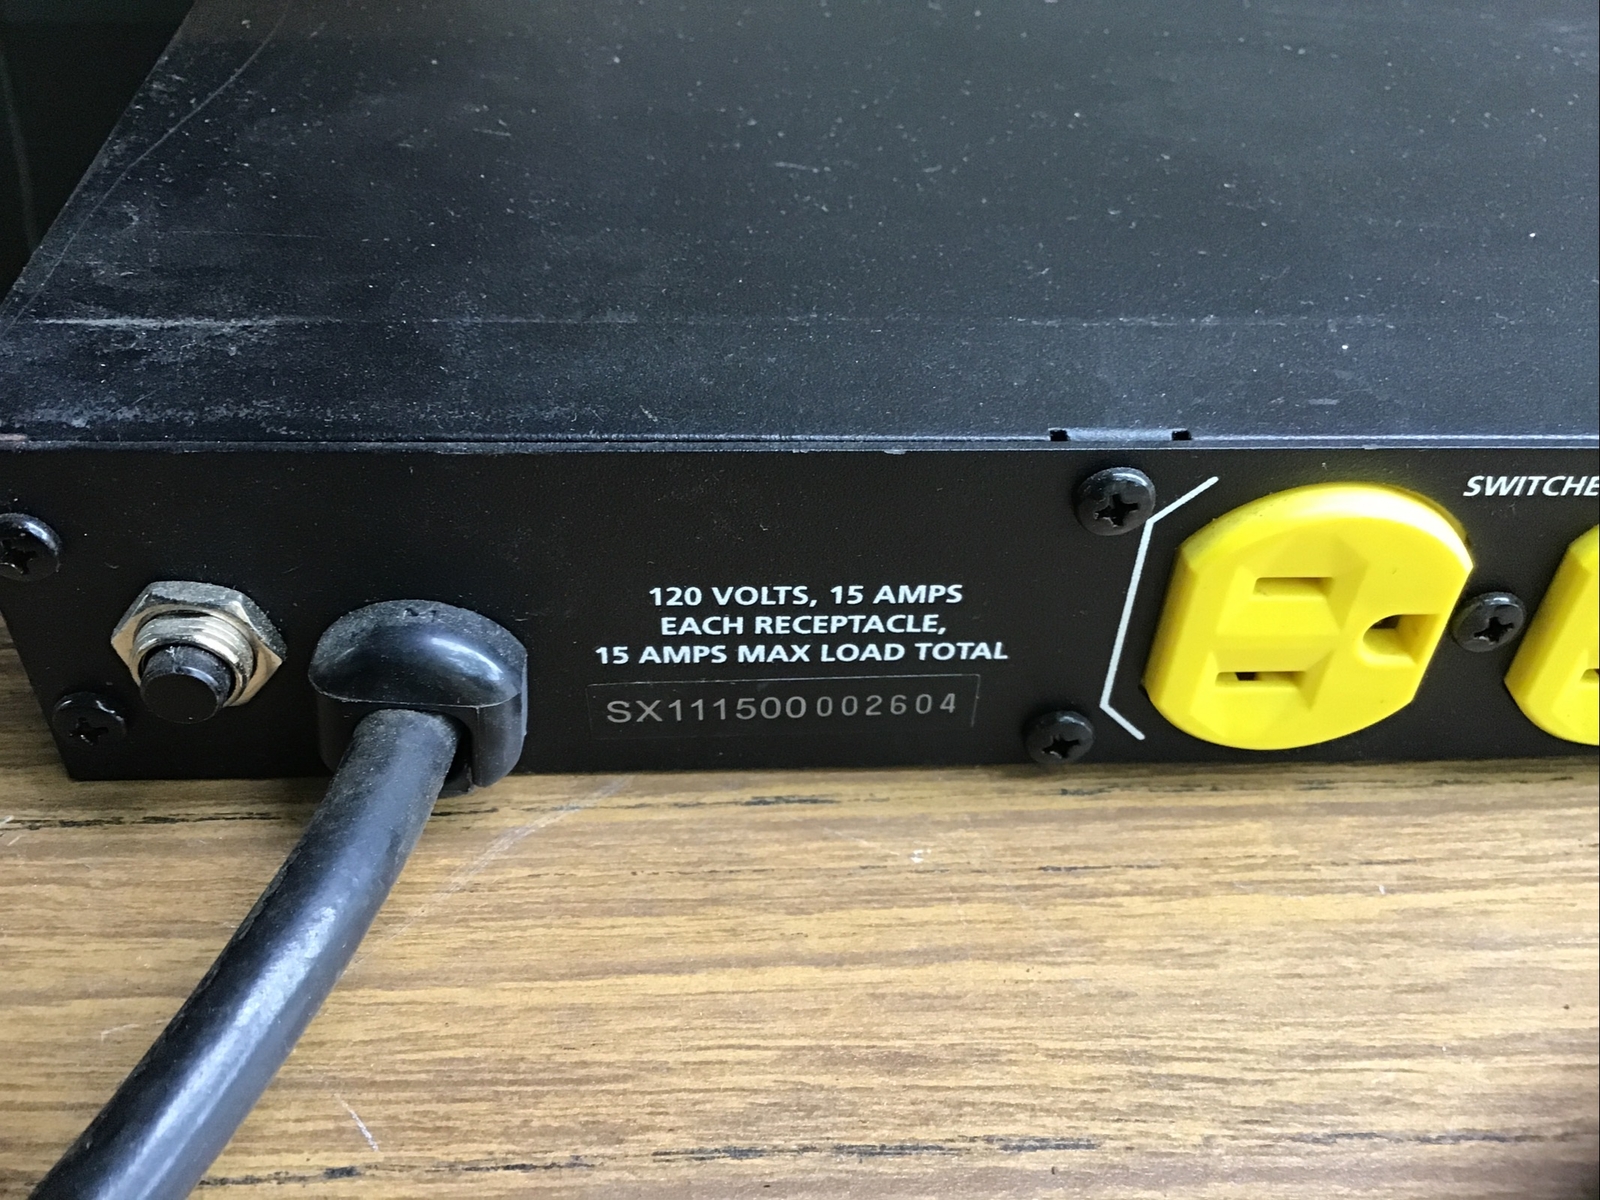 SWITCHE
120 VOLTS, 15 AMPS
EACH RECEPTACLE,
15 AMPS MAX LOAD TOTAL
SX111500002604